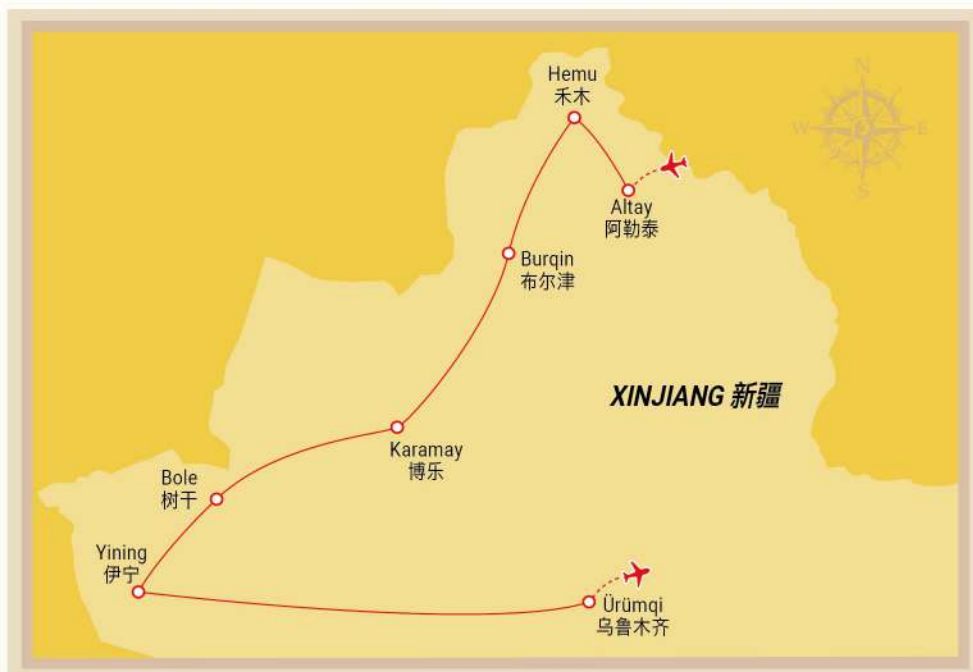 Hemu
禾木
N
W
E
S
Altay
阿勒泰
Burqin
布尔津
XINJIANG 新疆
Karamay
博乐
Bole
树干
Yining
伊宁
Ürümqi
乌鲁木齐